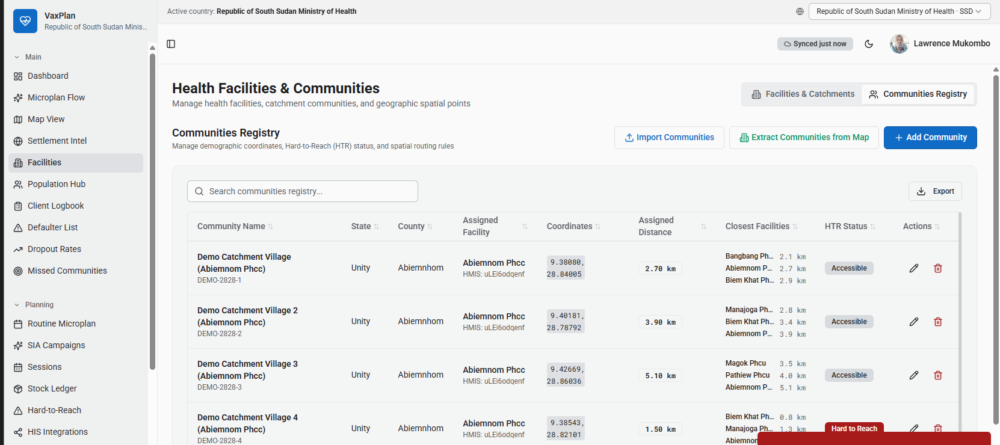 VaxPlan
Republic of South Sudan Minis...
Main
Dashboard
Microplan Flow
Map View
Settlement Intel
Facilities
Population Hub
Client Logbook
Defaulter List
Dropout Rates
Missed Communities
Planning
Routine Microplan
SIA Campaigns
Sessions
Stock Ledger
Hard-to-Reach
HIS Integrations
Active country: Republic of South Sudan Ministry of Health
Republic of South Sudan Ministry of Health · SSD
Synced just now
Lawrence Mukombo
Health Facilities & Communities
Manage health facilities, catchment communities, and geographic spatial points
Facilities & Catchments
Communities Registry
Communities Registry
Manage demographic coordinates, Hard-to-Reach (HTR) status, and spatial routing rules
Import Communities
Extract Communities from Map
Add Community
Search communities registry...
Export
Community Name
State
County
Assigned
Facility
Coordinates
Assigned
Distance
Closest Facilities
HTR Status
Actions
Demo Catchment Village
(Abiemnom Phcc)
DEMO-2828-1
Unity
Abiemnhom
Abiemnom Phcc
HMIS: uLEi6odqenf
9.38080,
28.84005
2.70 km
Bangbang Ph... 2.1 km
Abiemnom P... 2.7 km
Biem Khat Ph... 2.9 km
Accessible
Demo Catchment Village 2
(Abiemnom Phcc)
DEMO-2828-2
Unity
Abiemnhom
Abiemnom Phcc
HMIS: uLEi6odqenf
9.40181,
28.78792
3.90 km
Manajoga Ph... 2.8 km
Biem Khat Ph... 3.4 km
Abiemnom P... 3.9 km
Accessible
Demo Catchment Village 3
(Abiemnom Phcc)
DEMO-2828-3
Unity
Abiemnhom
Abiemnom Phcc
HMIS: uLEi6odqenf
9.42669,
28.86036
5.10 km
Magok Phcu 3.5 km
Pathiew Phcu 4.0 km
Abiemnom P... 5.1 km
Accessible
Demo Catchment Village 4
(Abiemnom Phcc)
DEMO-2828-4
Unity
Abiemnhom
Abiemnom Phcc
HMIS: uLEi6odqenf
9.38543,
28.82101
1.50 km
Biem Khat Ph... 0.8 km
Manajoga Ph... 1.3 km
Abiemnom
Hard to Reach